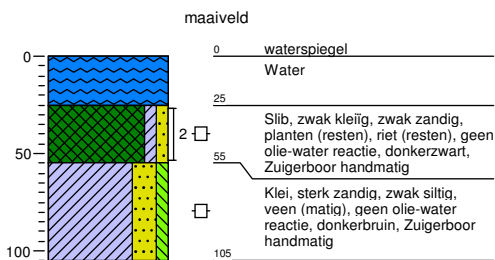 maaiveld
0
0
waterspiegel
Water
25
Slib, zwak kleiïg, zwak zandig,
planten (resten), riet (resten), geen
olie-water reactie, donkerzwart,
Zuigerboor handmatig
2
50
55
Klei, sterk zandig, zwak siltig,
veen (matig), geen olie-water
reactie, donkerbruin, Zuigerboor
handmatig
100
105